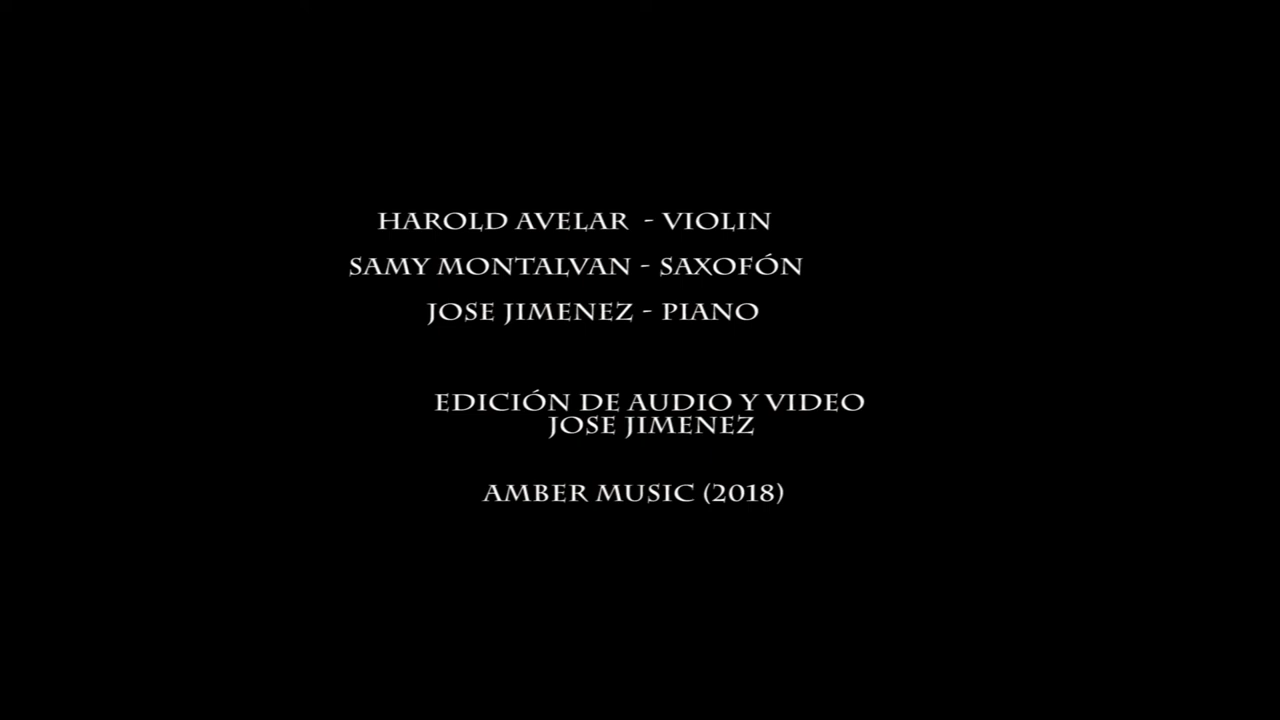 HAROLD AVELAR - VIOLIN
SAMY MONTALVAN - SAXOFÓN
JOSE JIMENEZ - PIANO
EDICIÓN DE AUDIO Y VIDEO
JOSE JIMENEZ
AMBER MUSIC (2018)